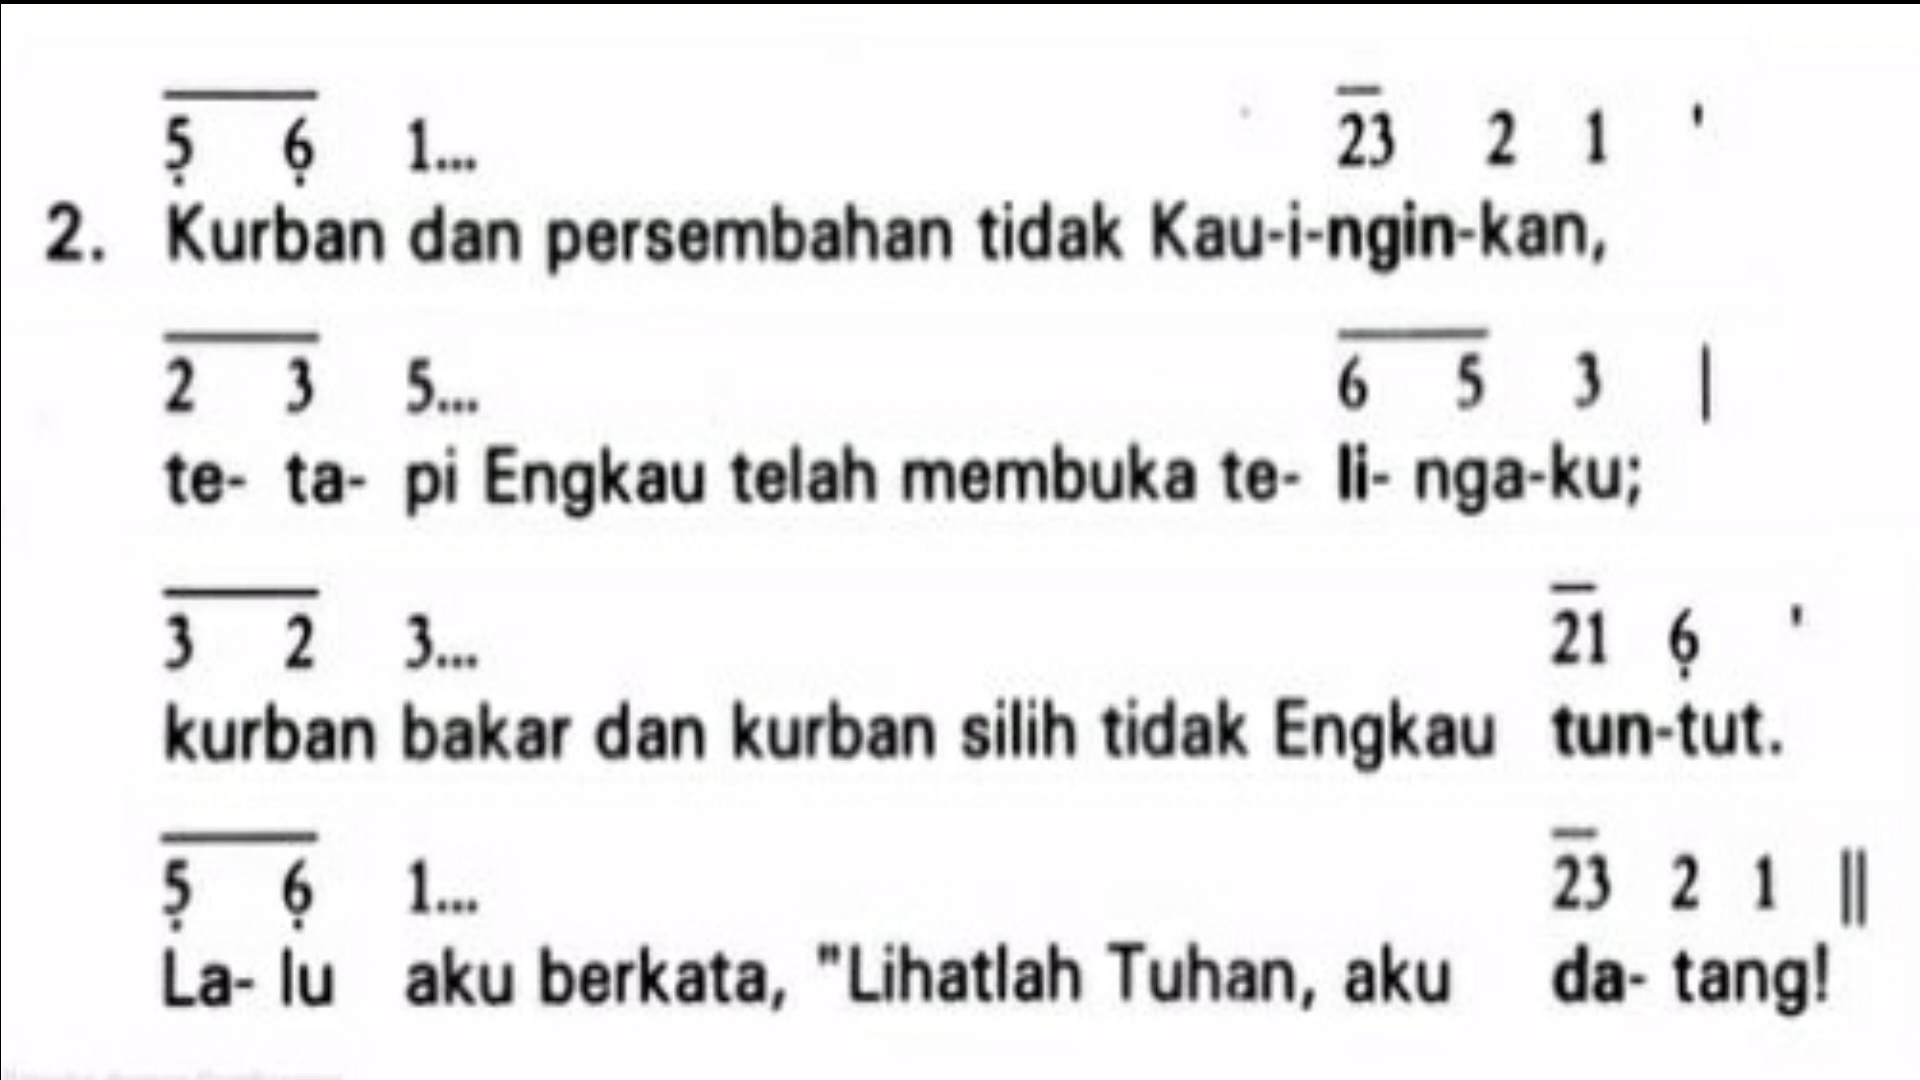 5̣ 6̣ 1... 23 2 1 '
2. Kurban dan persembahan tidak Kau-i-ngin-kan,
2 3 5... 6 5 3 |
te- ta- pi Engkau telah membuka te- li- nga-ku;
3 2 3... 21 6̣ '
kurban bakar dan kurban silih tidak Engkau tun-tut.
5̣ 6̣ 1... 23 2 1 ||
La- lu aku berkata, "Lihatlah Tuhan, aku da- tang!